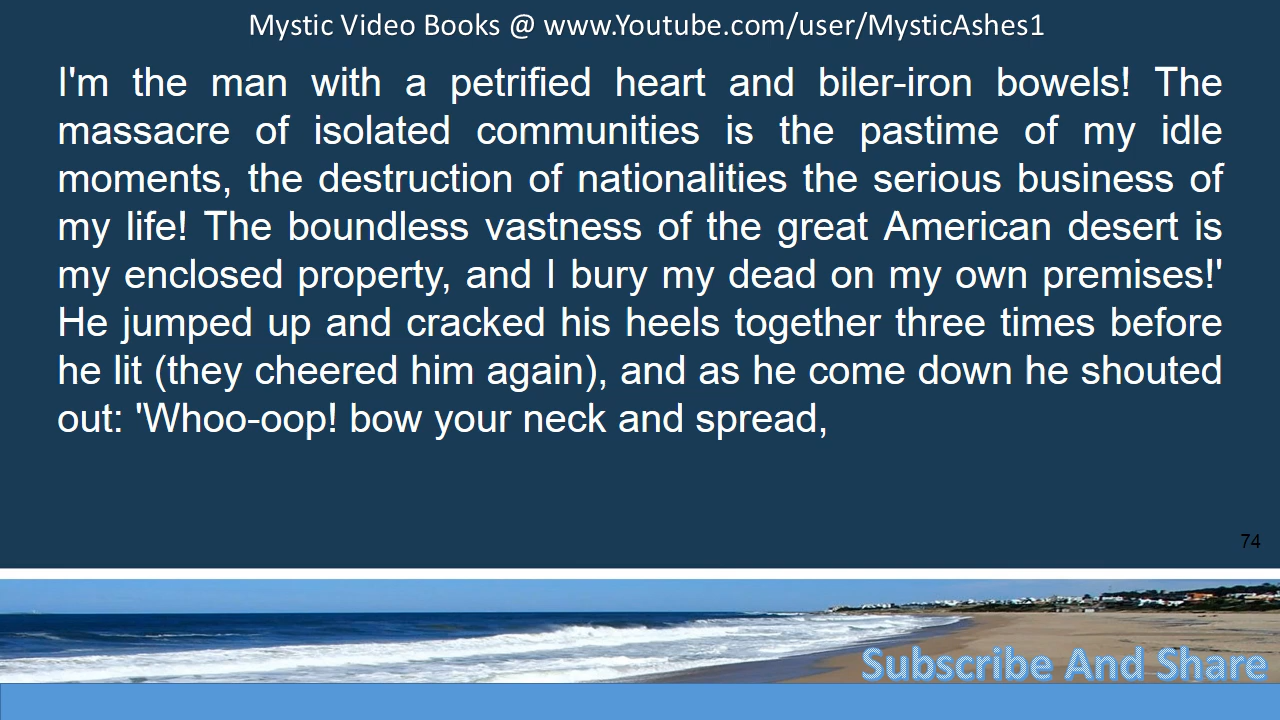 Mystic Video Books @ www.Youtube.com/user/MysticAshes1
I'm the man with a petrified heart and biler-iron bowels! The
massacre of isolated communities is the pastime of my idle
moments, the destruction of nationalities the serious business of
my life! The boundless vastness of the great American desert is
my enclosed property, and I bury my dead on my own premises!'
He jumped up and cracked his heels together three times before
he lit (they cheered him again), and as he come down he shouted
out: 'Whoo-oop! bow your neck and spread,
74
Subscribe And Share